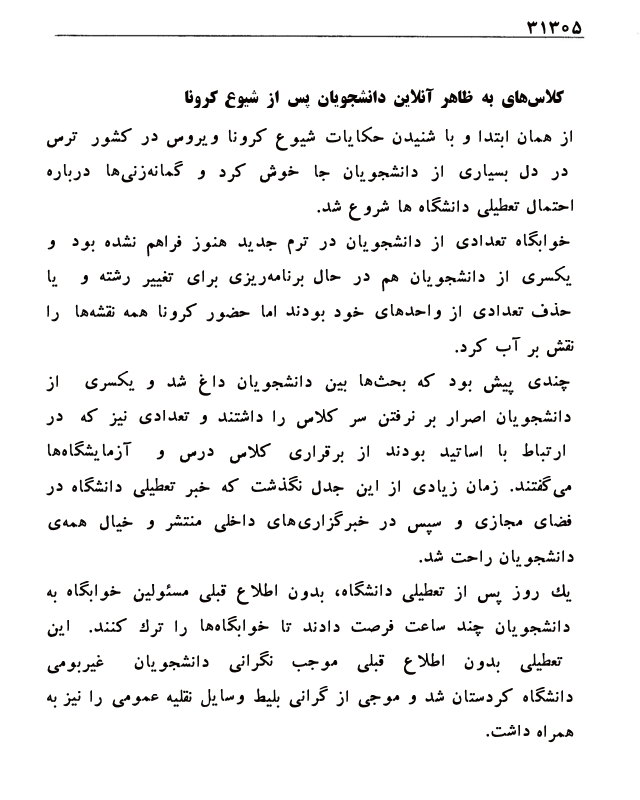 ۳۱۳۰۵
کلاس‌های به ظاهر آنلاین دانشجویان پس از شیوع کرونا
از همان ابتدا و با شنیدن حکایات شیوع کرونا ویروس در کشور ترس
در دل بسیاری از دانشجویان جا خوش کرد و گمانه‌زنی‌ها درباره
احتمال تعطیلی دانشگاه ها شروع شد.
خوابگاه تعدادی از دانشجویان در ترم جدید هنوز فراهم نشده بود و
یکسری از دانشجویان هم در حال برنامه‌ریزی برای تغییر رشته و یا
حذف تعدادی از واحدهای خود بودند اما حضور کرونا همه نقشه‌ها را
نقش بر آب کرد.
چندی پیش بود که بحث‌ها بین دانشجویان داغ شد و یکسری از
دانشجویان اصرار بر نرفتن سر کلاس را داشتند و تعدادی نیز که در
ارتباط با اساتید بودند از برقراری کلاس درس و آزمایشگاه‌ها
می‌گفتند. زمان زیادی از این جدل نگذشت که خبر تعطیلی دانشگاه در
فضای مجازی و سپس در خبرگزاری‌های داخلی منتشر و خیال همه‌ی
دانشجویان راحت شد.
یك روز پس از تعطیلی دانشگاه، بدون اطلاع قبلی مسئولین خوابگاه به
دانشجویان چند ساعت فرصت دادند تا خوابگاه‌ها را ترك کنند. این
تعطیلی بدون اطلاع قبلی موجب نگرانی دانشجویان غیربومی
دانشگاه کردستان شد و موجی از گرانی بلیط وسایل نقلیه عمومی را نیز به
همراه داشت.